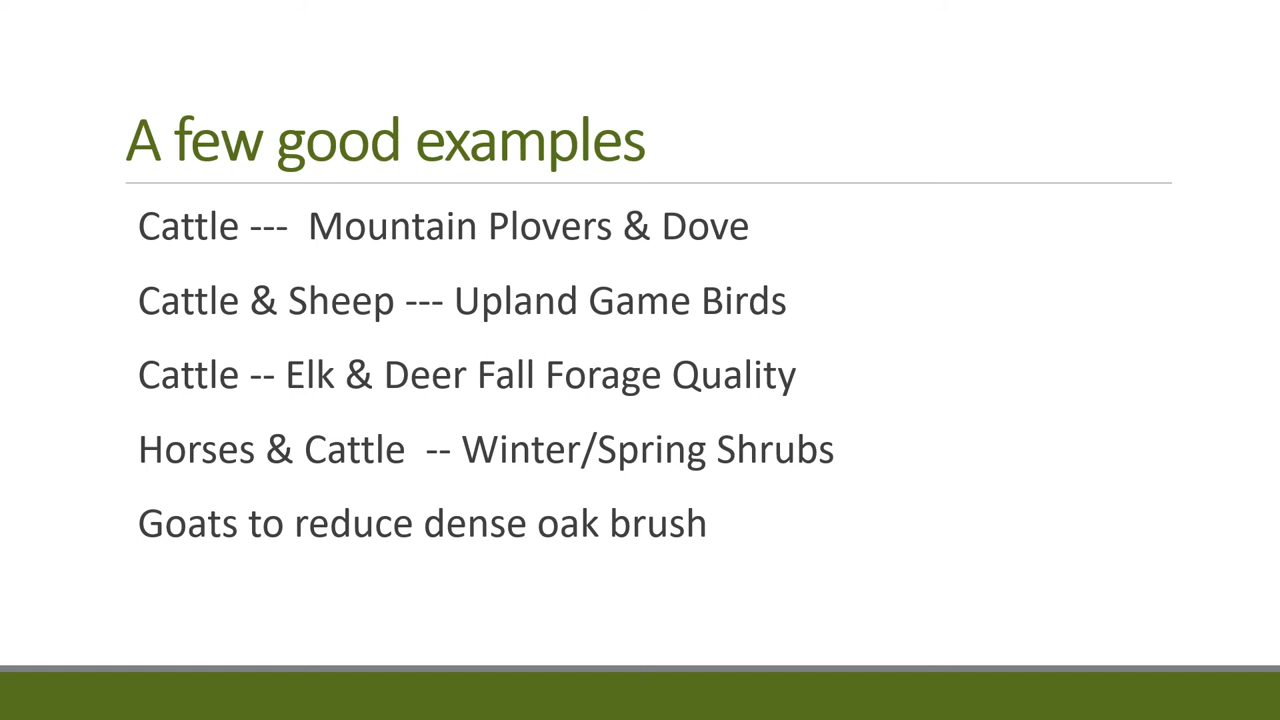 A few good examples
Cattle --- Mountain Plovers & Dove
Cattle & Sheep --- Upland Game Birds
Cattle -- Elk & Deer Fall Forage Quality
Horses & Cattle -- Winter/Spring Shrubs
Goats to reduce dense oak brush